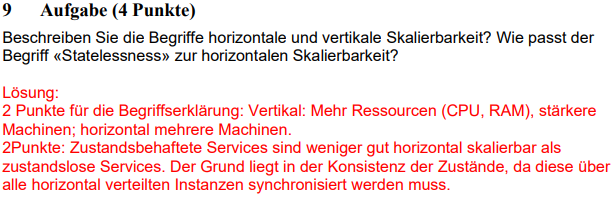 9 Aufgabe (4 Punkte)
Beschreiben Sie die Begriffe horizontale und vertikale Skalierbarkeit? Wie passt der
Begriff «Statelessness» zur horizontalen Skalierbarkeit?
Lösung:
2 Punkte für die Begriffserklärung: Vertikal: Mehr Ressourcen (CPU, RAM), stärkere
Machinen; horizontal mehrere Machinen.
2Punkte: Zustandsbehaftete Services sind weniger gut horizontal skalierbar als
zustandslose Services. Der Grund liegt in der Konsistenz der Zustände, da diese über
alle horizontal verteilten Instanzen synchronisiert werden muss.